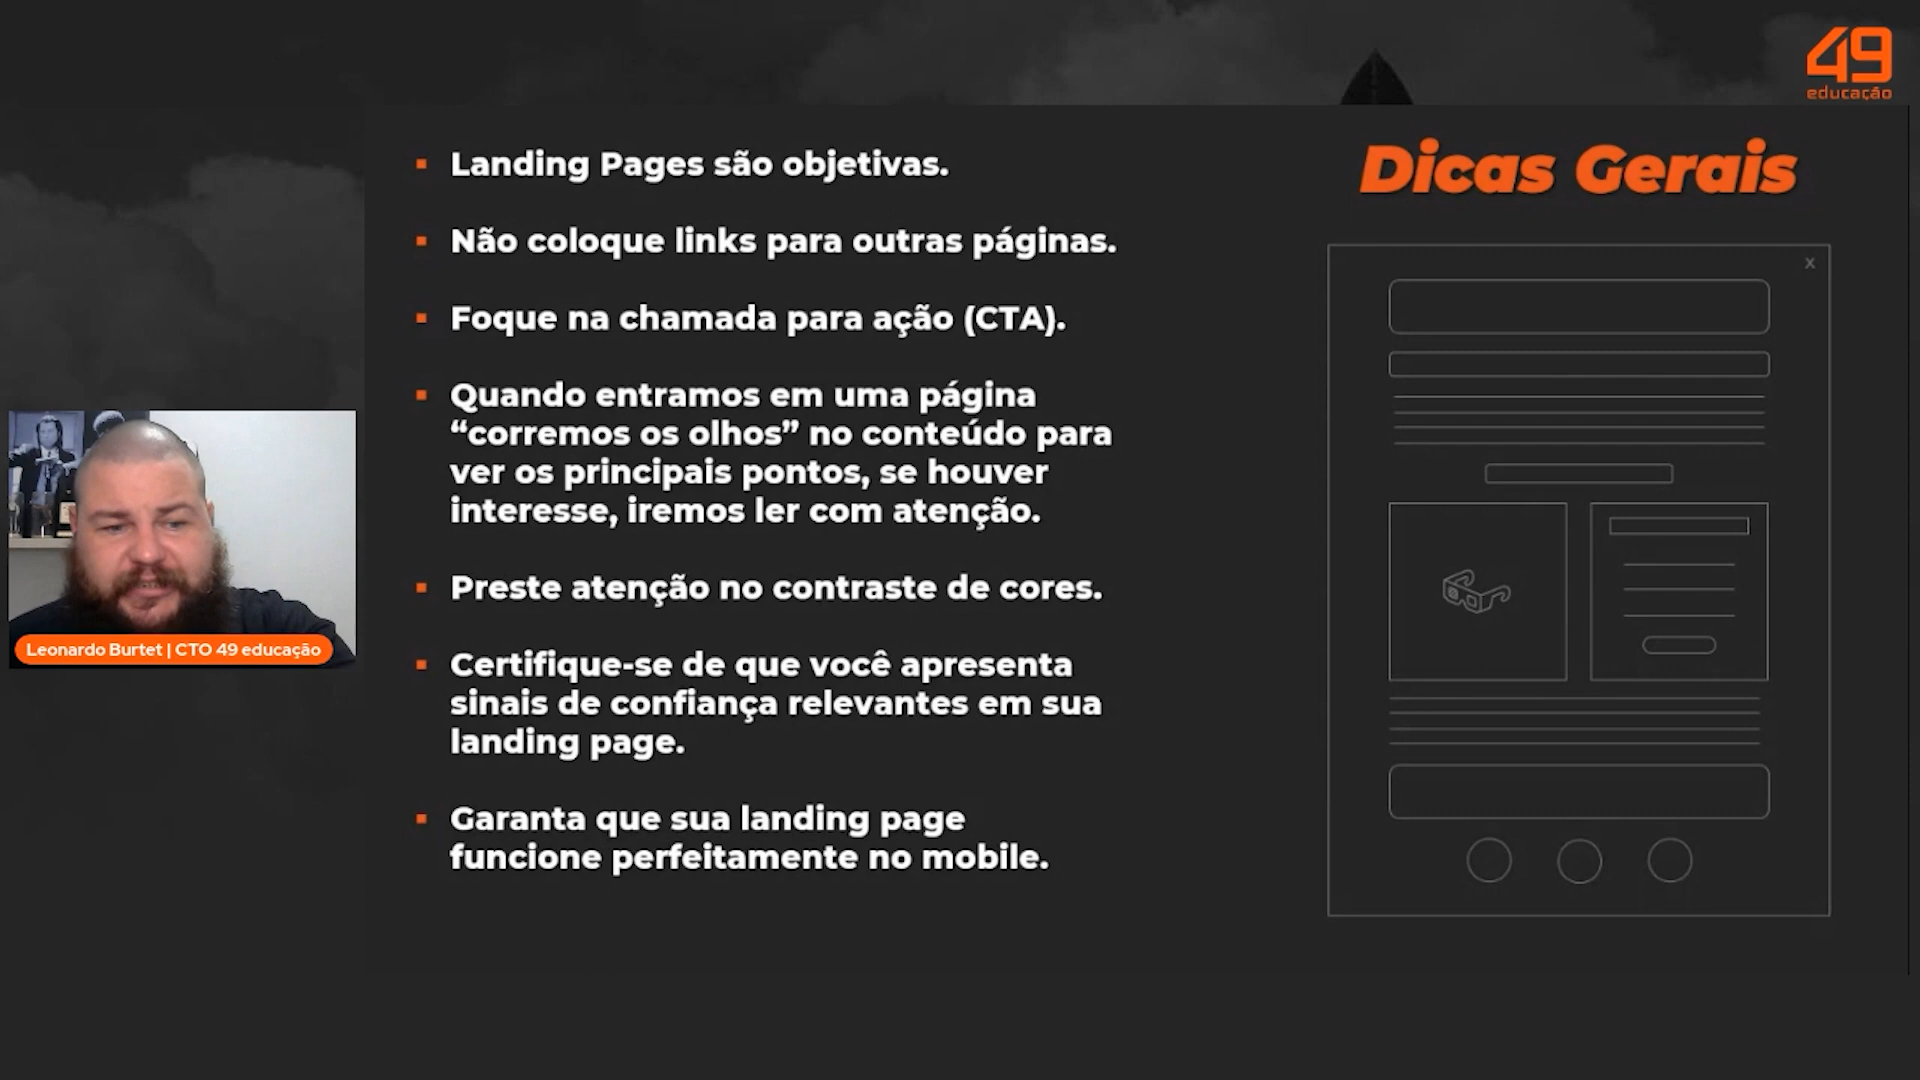 49
educação
Dicas Gerais
▪ Landing Pages são objetivas.
▪ Não coloque links para outras páginas.
▪ Foque na chamada para ação (CTA).
▪ Quando entramos em uma página
“corremos os olhos” no conteúdo para
ver os principais pontos, se houver
interesse, iremos ler com atenção.
▪ Preste atenção no contraste de cores.
▪ Certifique-se de que você apresenta
sinais de confiança relevantes em sua
landing page.
▪ Garanta que sua landing page
funcione perfeitamente no mobile.
x
Leonardo Burtet | CTO 49 educação